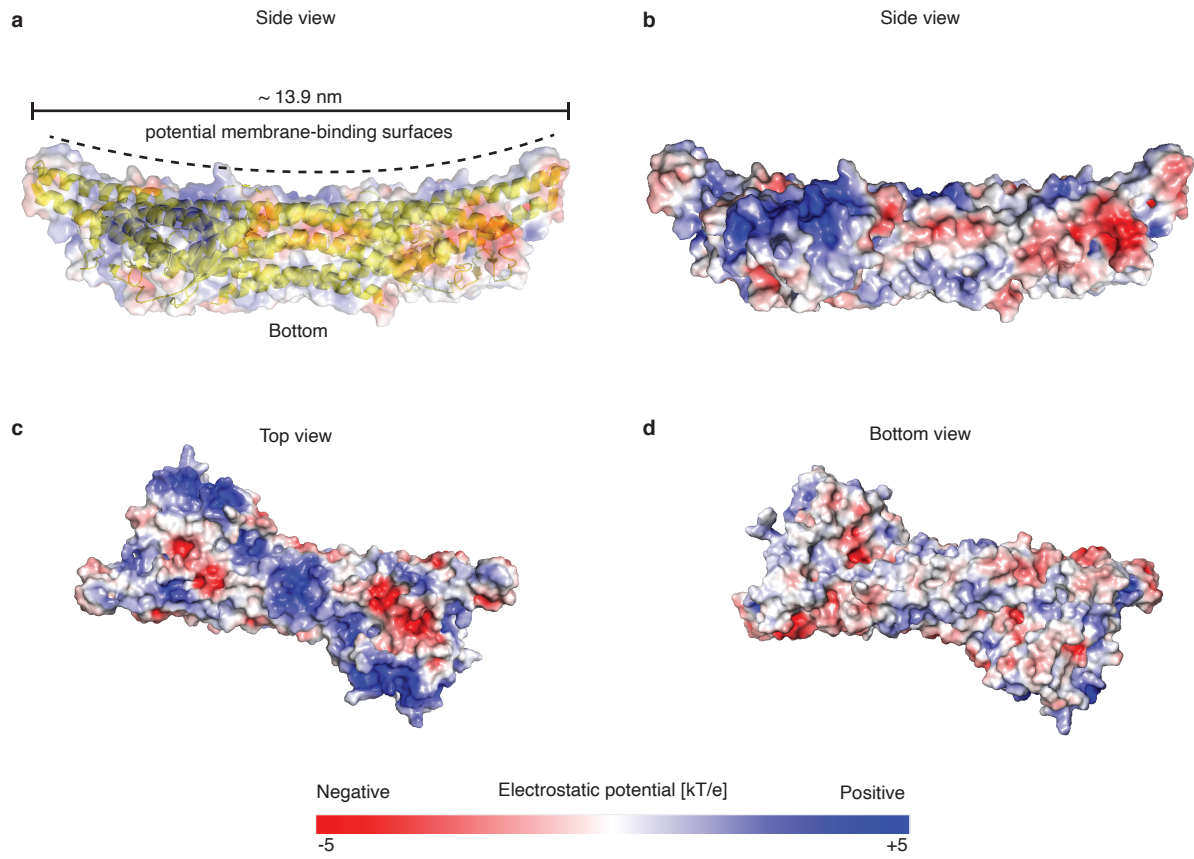 a
Side view
~ 13.9 nm
potential membrane-binding surfaces
Bottom
b
Side view
c
Top view
d
Bottom view
Negative
Electrostatic potential [kT/e]
Positive
-5
+5